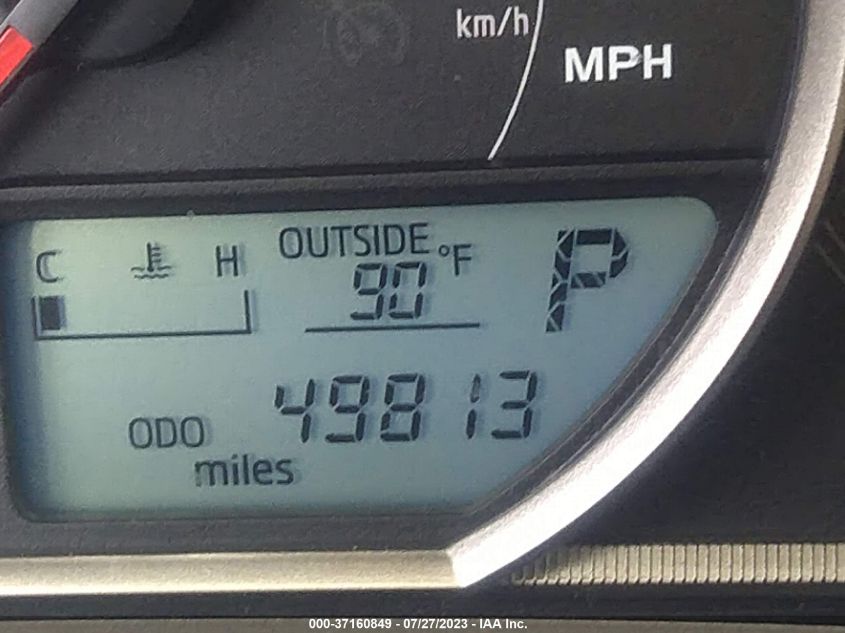 km/h
MPH
C H OUTSIDE °F
90
P
ODO 49813
miles
000-37160849 - 07/27/2023 - IAA Inc.